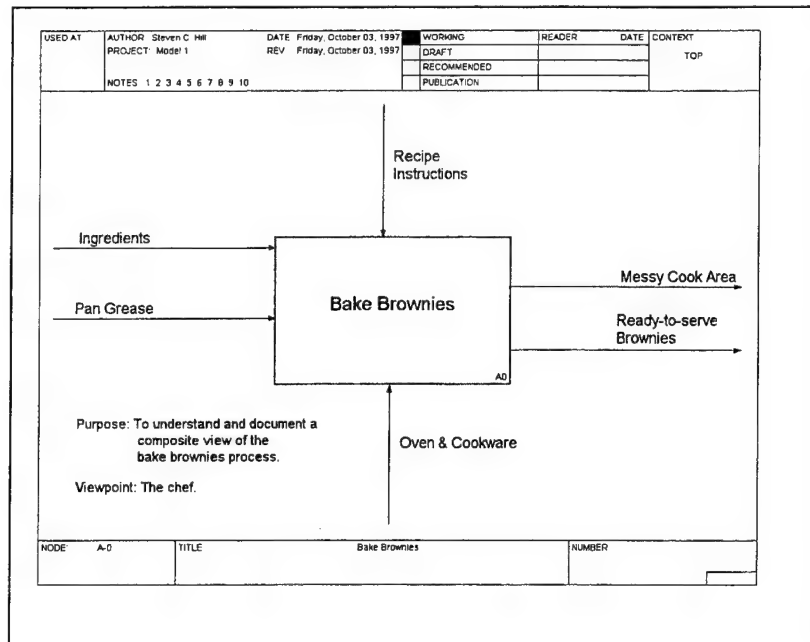 USED AT
AUTHOR Steven C Hill
DATE Friday, October 03, 1997
WORKING
READER
DATE
CONTEXT
PROJECT: Model 1
REV Friday, October 03, 1997
DRAFT
TOP
RECOMMENDED
NOTES 1 2 3 4 5 6 7 8 9 10
PUBLICATION
Recipe
Instructions
Ingredients
Messy Cook Area
Pan Grease
Bake Brownies
Ready-to-serve
Brownies
A0
Purpose: To understand and document a
composite view of the
bake brownies process.
Oven & Cookware
Viewpoint: The chef.
NODE: A-0
TITLE
Bake Brownies
NUMBER